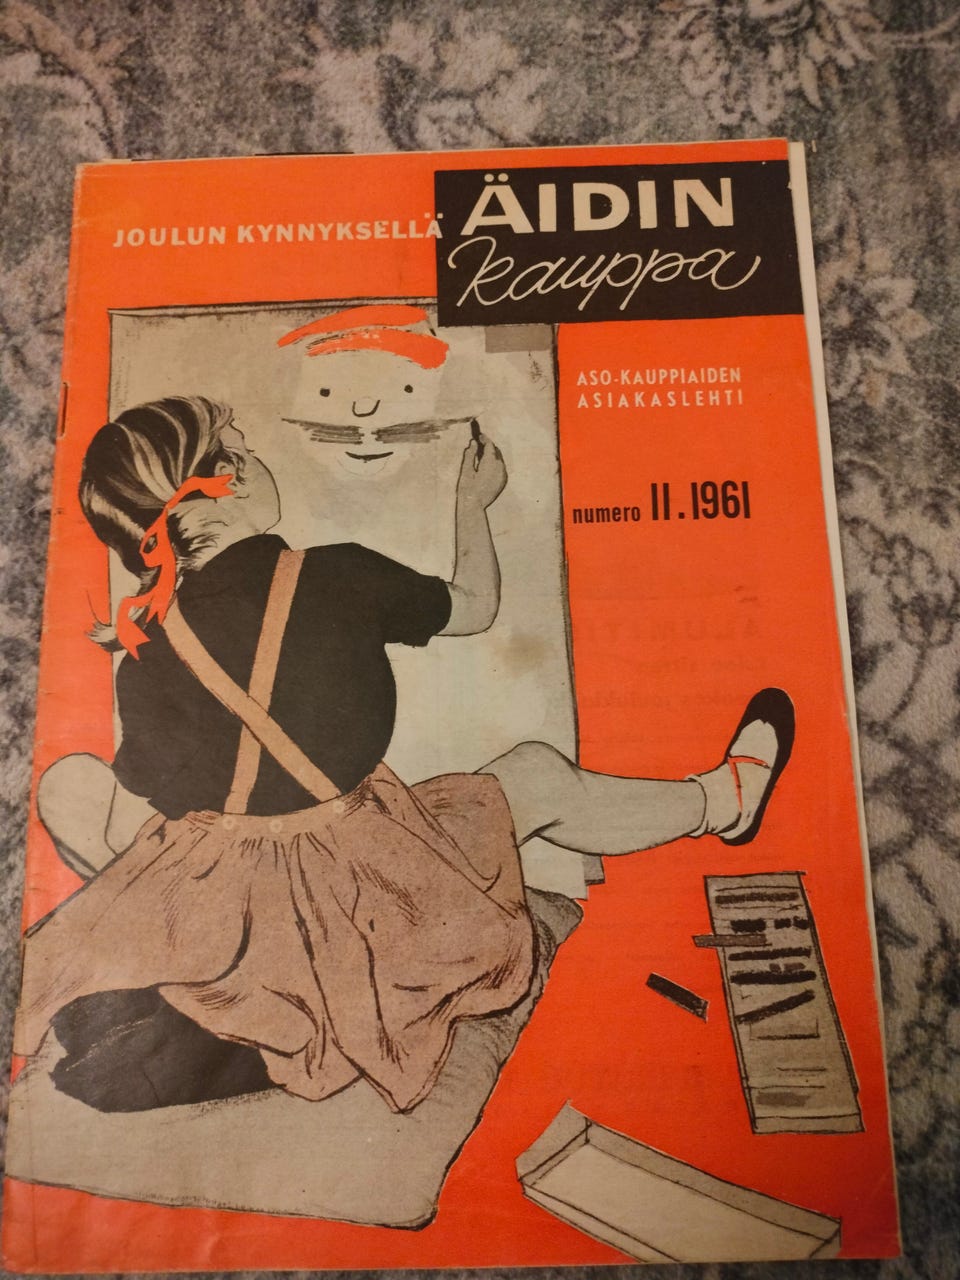 JOULUN KYNNYKSELLÄ
ÄIDIN
kauppa
ASO-KAUPPIAIDEN
ASIAKASLEHTI
numero 11.1961